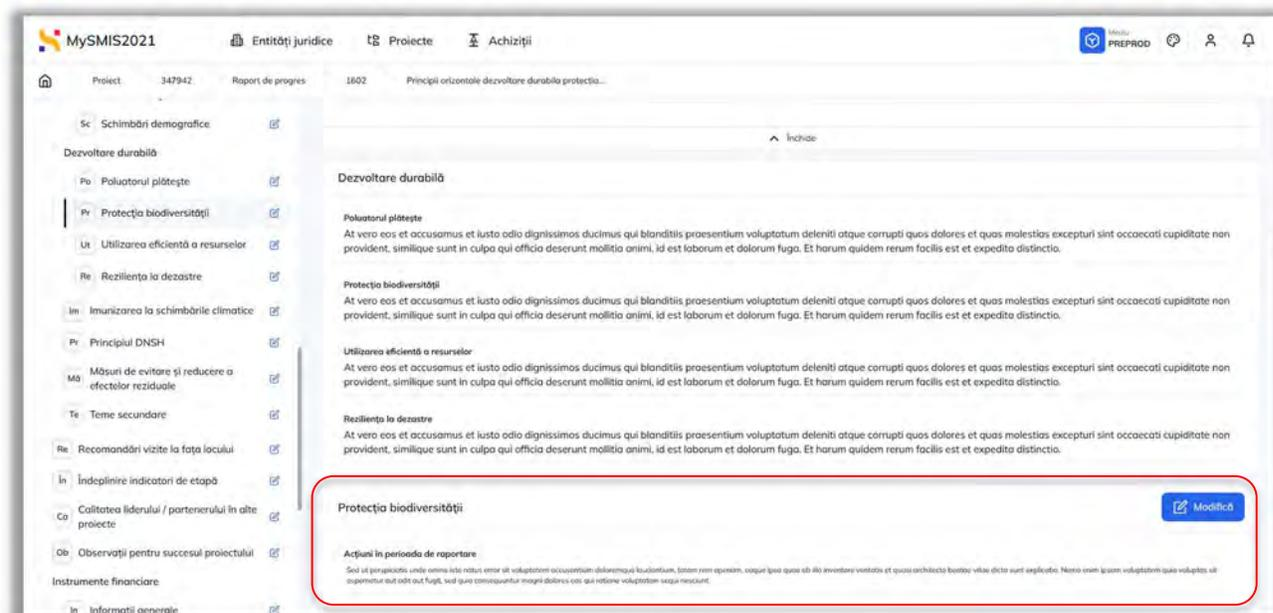 MySMIS2021 Entități juridice Proiecte Achiziții Mediu PREPROD
Proiect 347942 Raport de progres 1602 Principii orizontale dezvoltare durabila protectia...
Sc Schimbări demografice
Închide
Dezvoltare durabilă
Po Poluatorul plătește
Pr Protecția biodiversității
Ut Utilizarea eficientă a resurselor
Re Reziliența la dezastre
Im Imunizarea la schimbările climatice
Pr Principiul DNSH
Mă Măsuri de evitare și reducere a
efectelor reziduale
Te Teme secundare
Re Recomandări vizite la fața locului
În Îndeplinire indicatori de etapă
Ca Calitatea liderului / partenerului în alte
proiecte
Ob Observații pentru succesul proiectului
Instrumente financiare
In Informații generale
Dezvoltare durabilă
Poluatorul plătește
At vero eos et accusamus et iusto odio dignissimos ducimus qui blanditiis praesentium voluptatum deleniti atque corrupti quos dolores et quas molestias excepturi sint occaecati cupiditate non
provident, similique sunt in culpa qui officia deserunt mollitia animi, id est laborum et dolorum fuga. Et harum quidem rerum facilis est et expedita distinctio.
Protecția biodiversității
At vero eos et accusamus et iusto odio dignissimos ducimus qui blanditiis praesentium voluptatum deleniti atque corrupti quos dolores et quas molestias excepturi sint occaecati cupiditate non
provident, similique sunt in culpa qui officia deserunt mollitia animi, id est laborum et dolorum fuga. Et harum quidem rerum facilis est et expedita distinctio.
Utilizarea eficientă a resurselor
At vero eos et accusamus et iusto odio dignissimos ducimus qui blanditiis praesentium voluptatum deleniti atque corrupti quos dolores et quas molestias excepturi sint occaecati cupiditate non
provident, similique sunt in culpa qui officia deserunt mollitia animi, id est laborum et dolorum fuga. Et harum quidem rerum facilis est et expedita distinctio.
Reziliența la dezastre
At vero eos et accusamus et iusto odio dignissimos ducimus qui blanditiis praesentium voluptatum deleniti atque corrupti quos dolores et quas molestias excepturi sint occaecati cupiditate non
provident, similique sunt in culpa qui officia deserunt mollitia animi, id est laborum et dolorum fuga. Et harum quidem rerum facilis est et expedita distinctio.
Protecția biodiversității Modifică
Acțiuni în perioada de raportare
Sed ut perspiciatis unde omnis iste natus error sit voluptatem accusantium doloremque laudantium, totam rem aperiam, eaque ipsa quae ab illo inventore veritatis et quasi architecto beatae vitae dicta sunt explicabo. Nemo enim ipsam voluptatem quia voluptas sit
aspernatur aut odit aut fugit, sed quia consequuntur magni dolores eos qui ratione voluptatem sequi nesciunt.